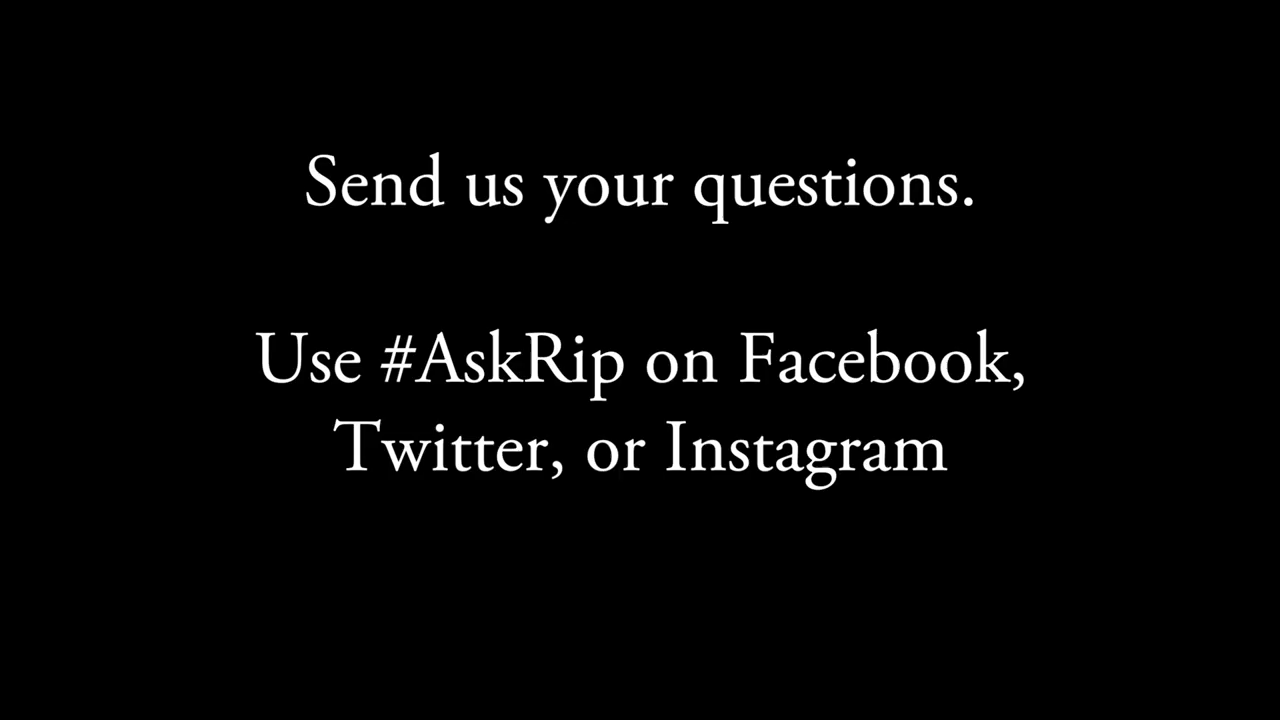 Send us your questions.
Use #AskRip on Facebook,
Twitter, or Instagram